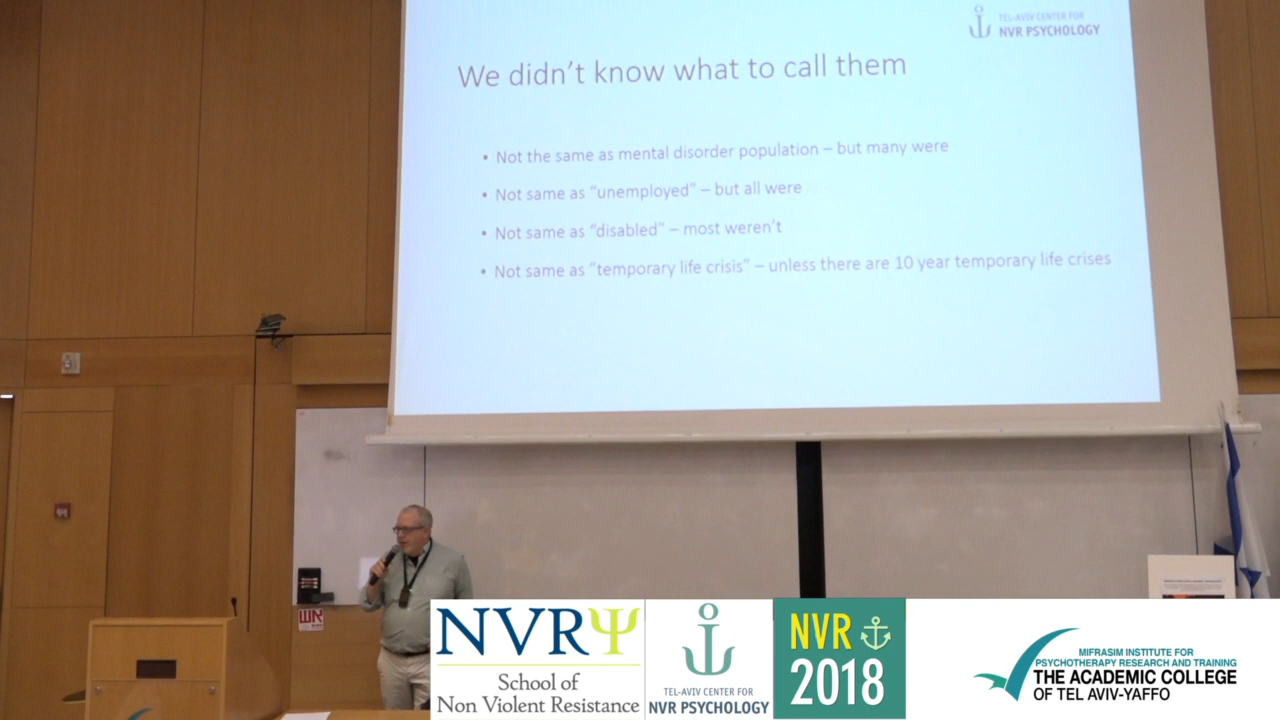 TEL-AVIV CENTER FOR
NVR PSYCHOLOGY
We didn't know what to call them
• Not the same as mental disorder population – but many were
• Not same as “unemployed” – but all were
• Not same as “disabled” – most weren't
• Not same as “temporary life crisis” – unless there are 10 year temporary life crises
NVRΨ
School of
Non Violent Resistance
TEL-AVIV CENTER FOR
NVR PSYCHOLOGY
NVR
2018
MIFRASIM INSTITUTE FOR
PSYCHOTHERAPY RESEARCH AND TRAINING
THE ACADEMIC COLLEGE
OF TEL AVIV-YAFFO